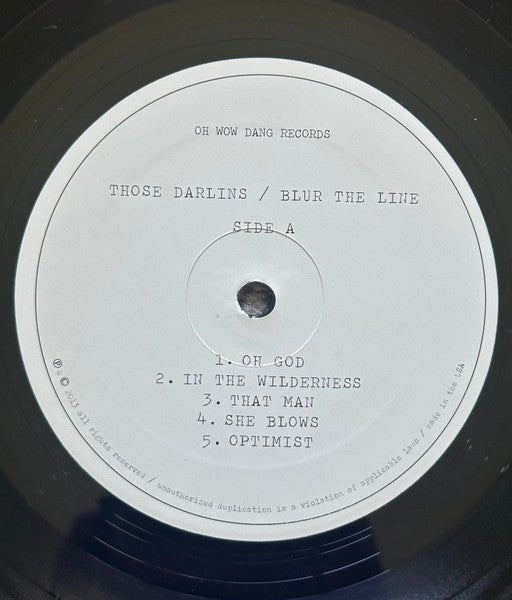 OH WOW DANG RECORDS
THOSE DARLINS / BLUR THE LINE
SIDE A
1. OH GOD
2. IN THE WILDERNESS
3. THAT MAN
4. SHE BLOWS
5. OPTIMIST
℗ & © 2013 all rights reserved / unauthorized duplication is a violation of applicable laws / made in the USA